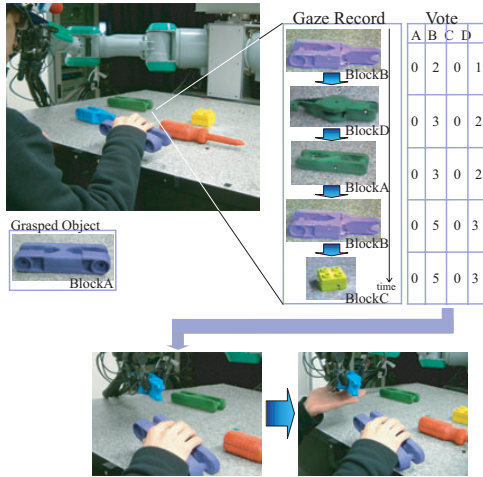 Gaze Record
Vote
A B C D
BlockB
0 2 0 1
BlockD
0 3 0 2
BlockA
0 3 0 2
BlockB
0 5 0 3
time
BlockC
0 5 0 3
Grasped Object
BlockA